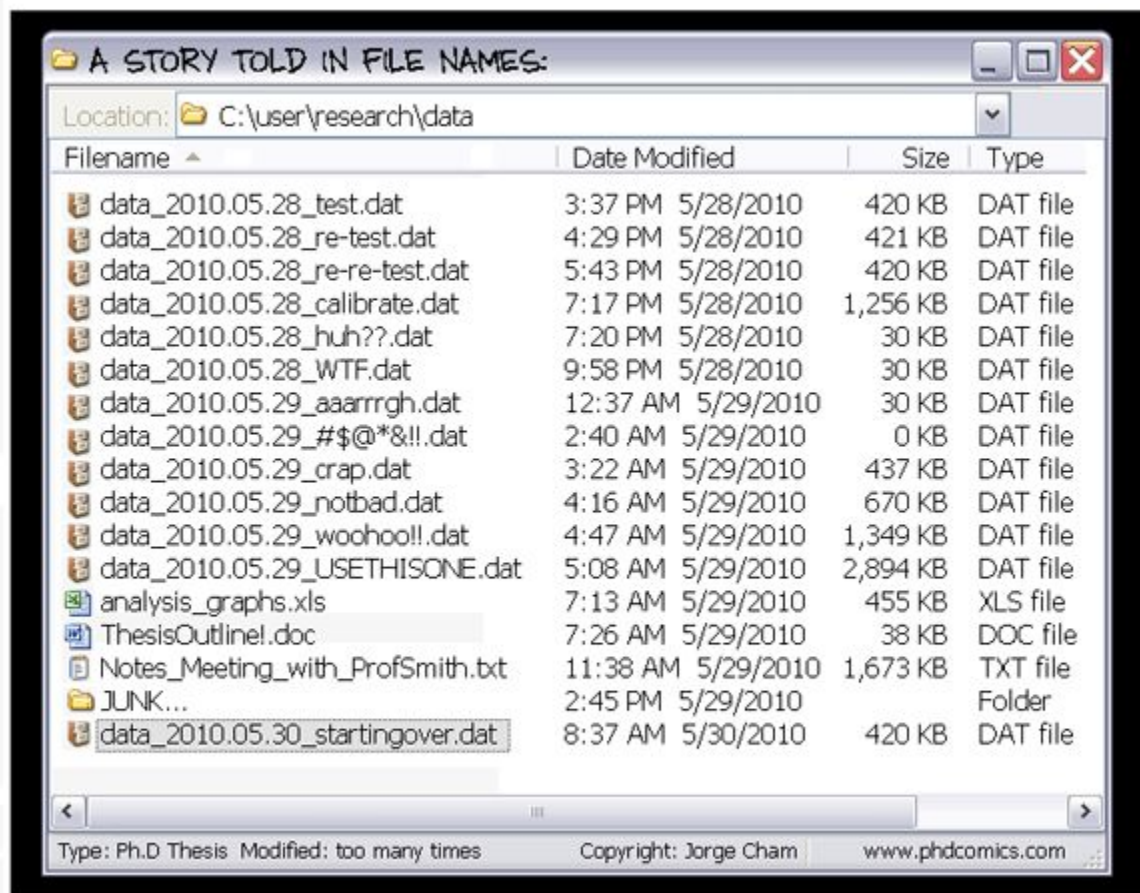 A STORY TOLD IN FILE NAMES:
Location: C:\user\research\data
Filename Date Modified Size Type
data_2010.05.28_test.dat 3:37 PM 5/28/2010 420 KB DAT file
data_2010.05.28_re-test.dat 4:29 PM 5/28/2010 421 KB DAT file
data_2010.05.28_re-re-test.dat 5:43 PM 5/28/2010 420 KB DAT file
data_2010.05.28_calibrate.dat 7:17 PM 5/28/2010 1,256 KB DAT file
data_2010.05.28_huh??.dat 7:20 PM 5/28/2010 30 KB DAT file
data_2010.05.28_WTF.dat 9:58 PM 5/28/2010 30 KB DAT file
data_2010.05.29_aaarrrgh.dat 12:37 AM 5/29/2010 30 KB DAT file
data_2010.05.29_#$@*&!!.dat 2:40 AM 5/29/2010 0 KB DAT file
data_2010.05.29_crap.dat 3:22 AM 5/29/2010 437 KB DAT file
data_2010.05.29_notbad.dat 4:16 AM 5/29/2010 670 KB DAT file
data_2010.05.29_woohoo!!.dat 4:47 AM 5/29/2010 1,349 KB DAT file
data_2010.05.29_USETHISONE.dat 5:08 AM 5/29/2010 2,894 KB DAT file
analysis_graphs.xls 7:13 AM 5/29/2010 455 KB XLS file
ThesisOutline!.doc 7:26 AM 5/29/2010 38 KB DOC file
Notes_Meeting_with_ProfSmith.txt 11:38 AM 5/29/2010 1,673 KB TXT file
JUNK... 2:45 PM 5/29/2010 Folder
data_2010.05.30_startingover.dat 8:37 AM 5/30/2010 420 KB DAT file
Type: Ph.D Thesis Modified: too many times Copyright: Jorge Cham www.phdcomics.com